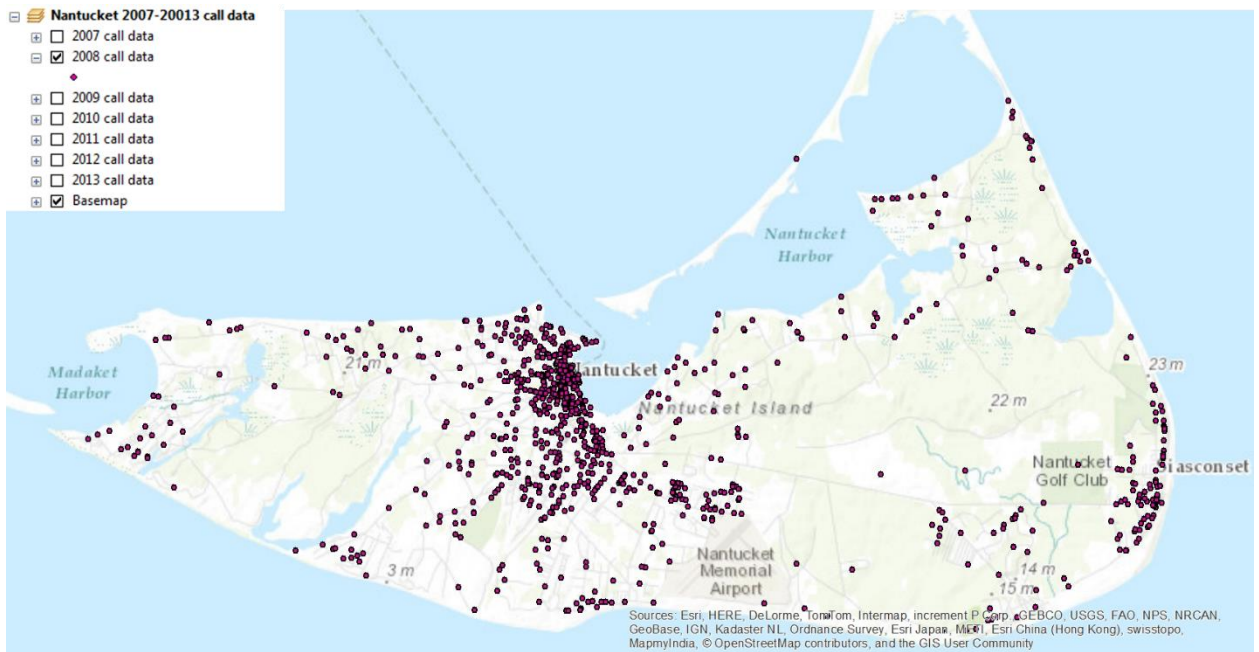 Nantucket 2007-20013 call data
2007 call data
2008 call data
2009 call data
2010 call data
2011 call data
2012 call data
2013 call data
Basemap
Nantucket
Harbor
Madaket
Harbor
21 m
Nantucket
Nantucket Island
23 m
22 m
Nantucket
Golf Club
Siasconset
Nantucket
Memorial
Airport
3 m
14 m
15 m
Sources: Esri, HERE, DeLorme, TomTom, Intermap, increment P Corp., GEBCO, USGS, FAO, NPS, NRCAN,
GeoBase, IGN, Kadaster NL, Ordnance Survey, Esri Japan, METI, Esri China (Hong Kong), swisstopo,
MapmyIndia, © OpenStreetMap contributors, and the GIS User Community